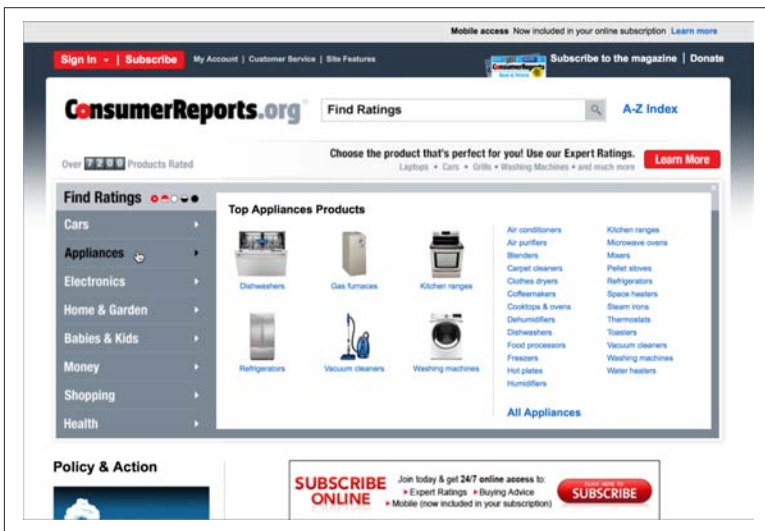 Mobile access Now included in your online subscription Learn more
Sign In | Subscribe My Account | Customer Service | Site Features
Subscribe to the magazine | Donate
ConsumerReports.org Find Ratings A-Z Index
Over 7200 Products Rated
Choose the product that's perfect for you! Use our Expert Ratings.
Laptops • Cars • Grills • Washing Machines • and much more
Learn More
Find Ratings
Cars
Appliances
Electronics
Home & Garden
Babies & Kids
Money
Shopping
Health
Top Appliances Products
Dishwashers Gas furnaces Kitchen ranges
Refrigerators Vacuum cleaners Washing machines
Air conditioners
Air purifiers
Blenders
Carpet cleaners
Clothes dryers
Coffeemakers
Cooktops & ovens
Dehumidifiers
Dishwashers
Food processors
Freezers
Hot plates
Humidifiers
Kitchen ranges
Microwave ovens
Mixers
Pellet stoves
Refrigerators
Space heaters
Steam irons
Thermostats
Toasters
Vacuum cleaners
Washing machines
Water heaters
All Appliances
Policy & Action
SUBSCRIBE
ONLINE
Join today & get 24/7 online access to:
Expert Ratings Buying Advice
Mobile (now included in your subscription)
CLICK HERE TO
SUBSCRIBE